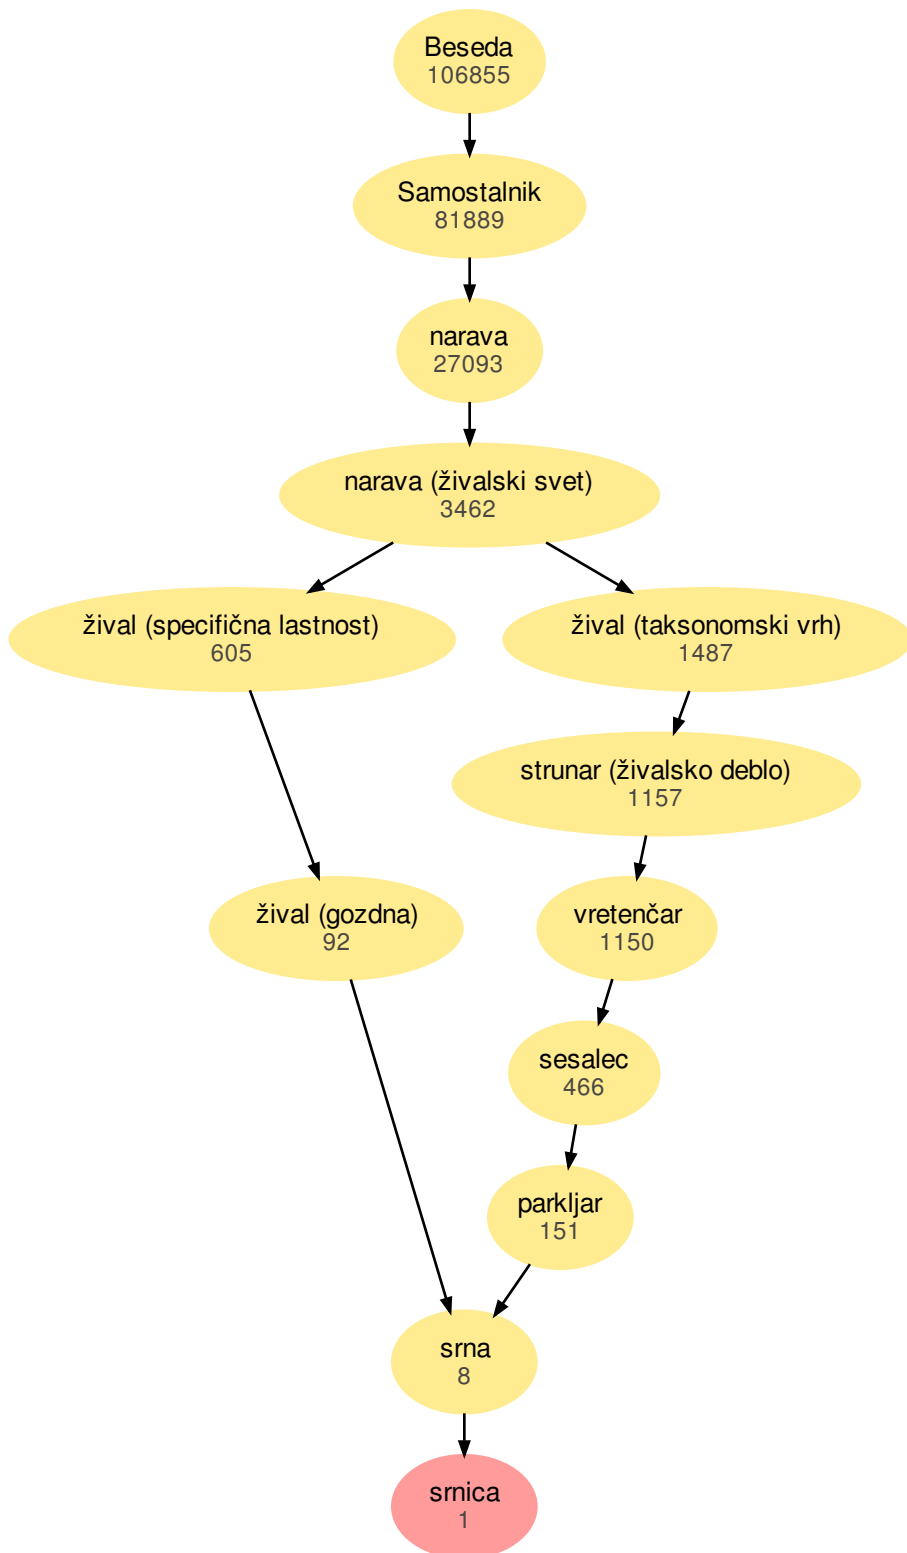 Beseda
106855
Samostalnik
81889
narava
27093
narava (živalski svet)
3462
žival (specifična lastnost)
605
žival (taksonomski vrh)
1487
strunar (živalsko deblo)
1157
žival (gozdna)
92
vretenčar
1150
sesalec
466
parkljar
151
srna
8
srnica
1